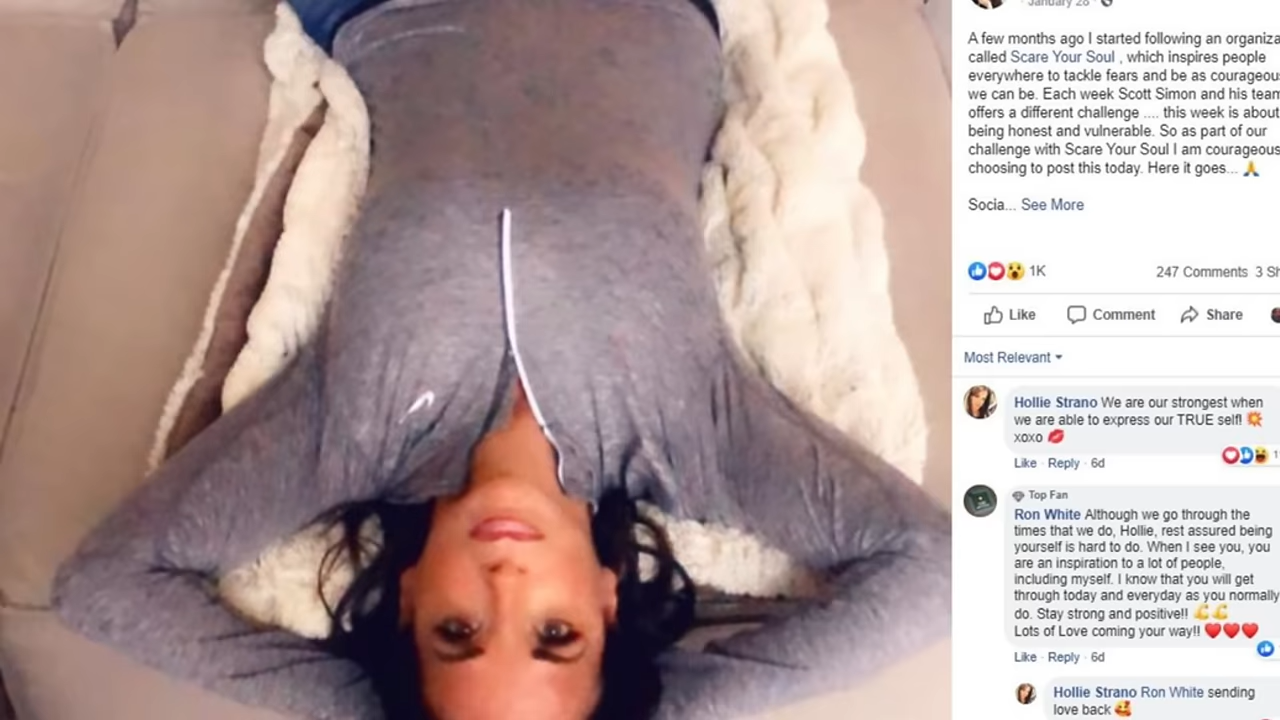 January 28
A few months ago I started following an organiza
called Scare Your Soul , which inspires people
everywhere to tackle fears and be as courageou
we can be. Each week Scott Simon and his team
offers a different challenge .... this week is about
being honest and vulnerable. So as part of our
challenge with Scare Your Soul I am courageous
choosing to post this today. Here it goes... 🙏
Socia... See More
1K 247 Comments 3 Sh
Like Comment Share
Most Relevant
Hollie Strano We are our strongest when
we are able to express our TRUE self! 💥
xoxo 💋
Like · Reply · 6d
Top Fan
Ron White Although we go through the
times that we do, Hollie, rest assured being
yourself is hard to do. When I see you, you
are an inspiration to a lot of people,
including myself. I know that you will get
through today and everyday as you normally
do. Stay strong and positive!! 💪💪
Lots of Love coming your way!! ❤️❤️❤️
Like · Reply · 6d
Hollie Strano Ron White sending
love back 🥰